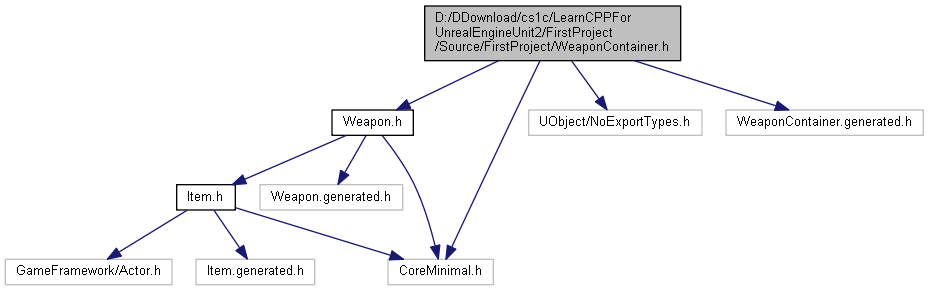 D:/DDownload/cs1c/LearnCPPFor
UnrealEngineUnit2/FirstProject
/Source/FirstProject/WeaponContainer.h
Weapon.h
UObject/NoExportTypes.h
WeaponContainer.generated.h
Item.h
Weapon.generated.h
GameFramework/Actor.h
Item.generated.h
CoreMinimal.h